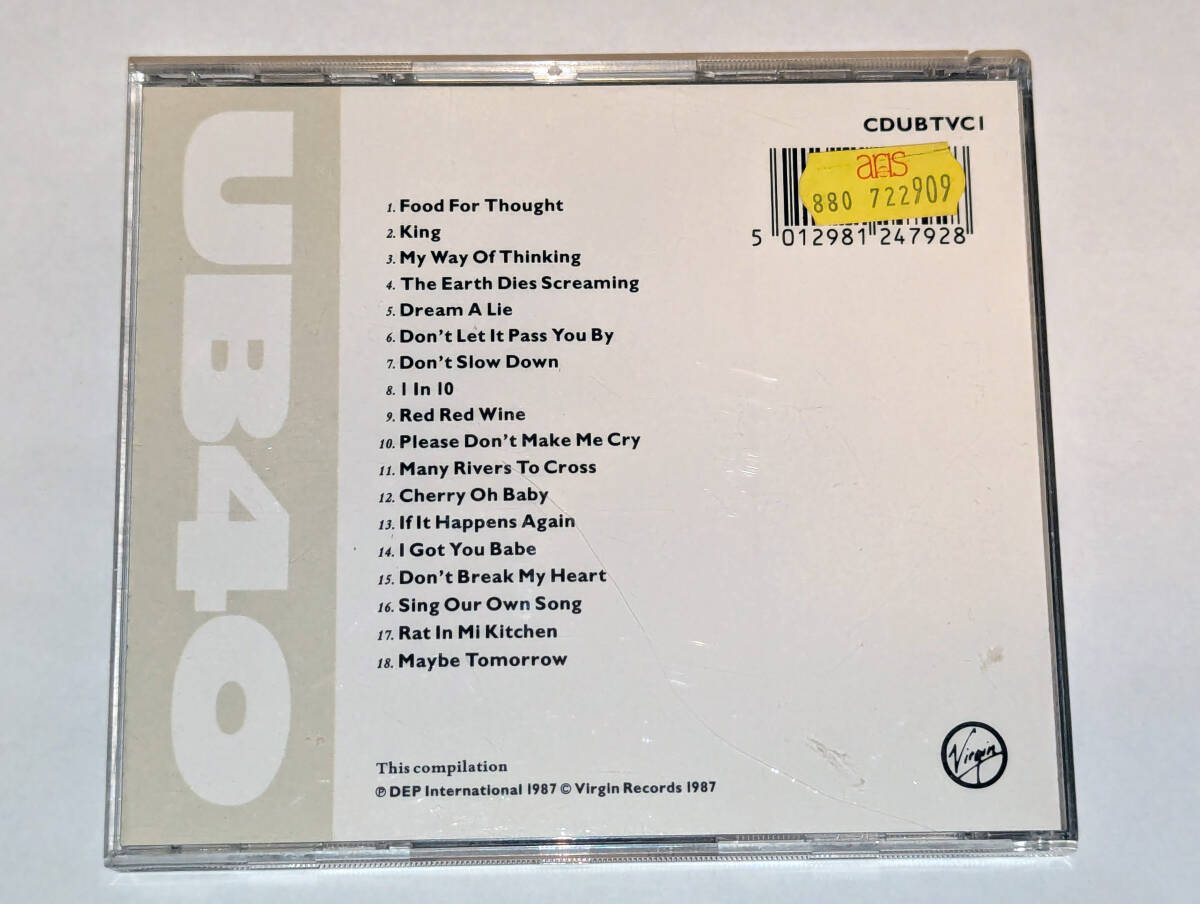 UB40
CDUBTVC1
aris
880 722909
5 012981 247928
1. Food For Thought
2. King
3. My Way Of Thinking
4. The Earth Dies Screaming
5. Dream A Lie
6. Don't Let It Pass You By
7. Don't Slow Down
8. 1 In 10
9. Red Red Wine
10. Please Don't Make Me Cry
11. Many Rivers To Cross
12. Cherry Oh Baby
13. If It Happens Again
14. I Got You Babe
15. Don't Break My Heart
16. Sing Our Own Song
17. Rat In Mi Kitchen
18. Maybe Tomorrow
This compilation
℗ DEP International 1987 © Virgin Records 1987
Virgin